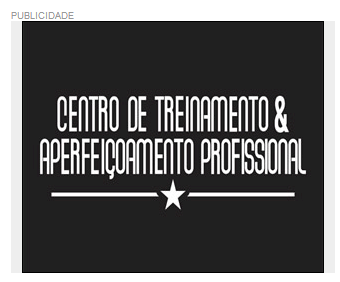 PUBLICIDADE
CENTRO DE TREINAMENTO &
APERFEIÇOAMENTO PROFISSIONAL